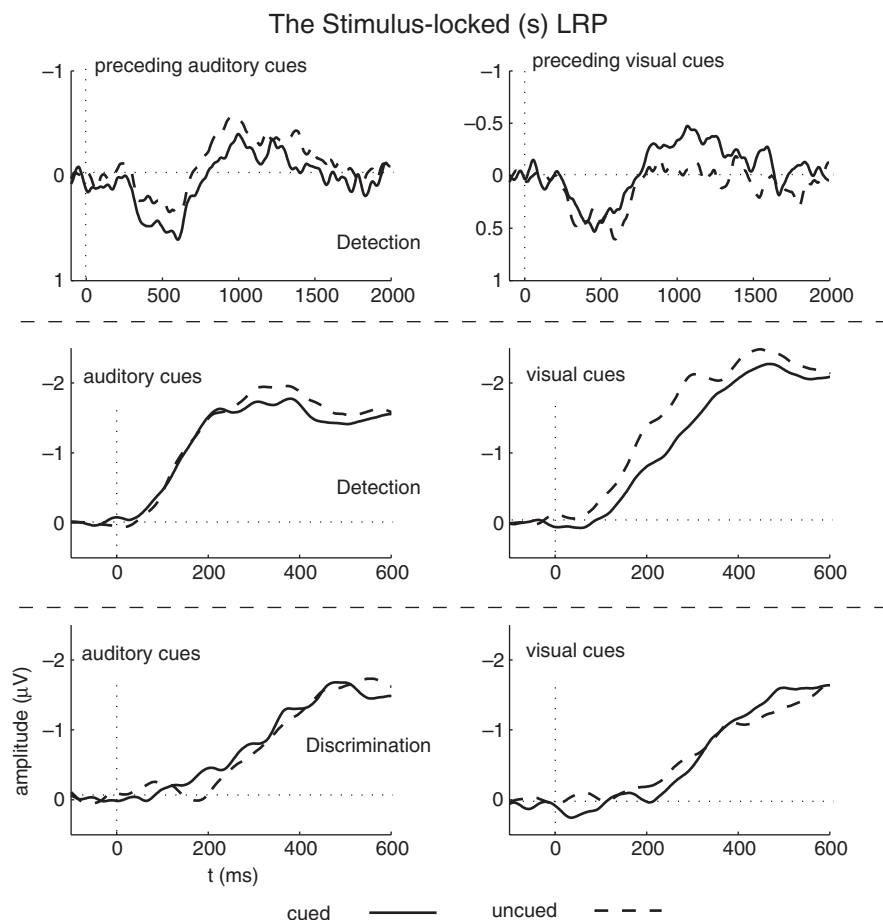 The Stimulus-locked (s) LRP
preceding auditory cues
–1
0
1
0 500 1000 1500 2000
Detection
preceding visual cues
–1
–0.5
0
0.5
1
0 500 1000 1500 2000
auditory cues
–2
–1
0
0 200 400 600
Detection
visual cues
–2
–1
0
0 200 400 600
auditory cues
–2
–1
0
amplitude (μV)
Discrimination
0 200 400 600
t (ms)
visual cues
–2
–1
0
0 200 400 600
cued uncued